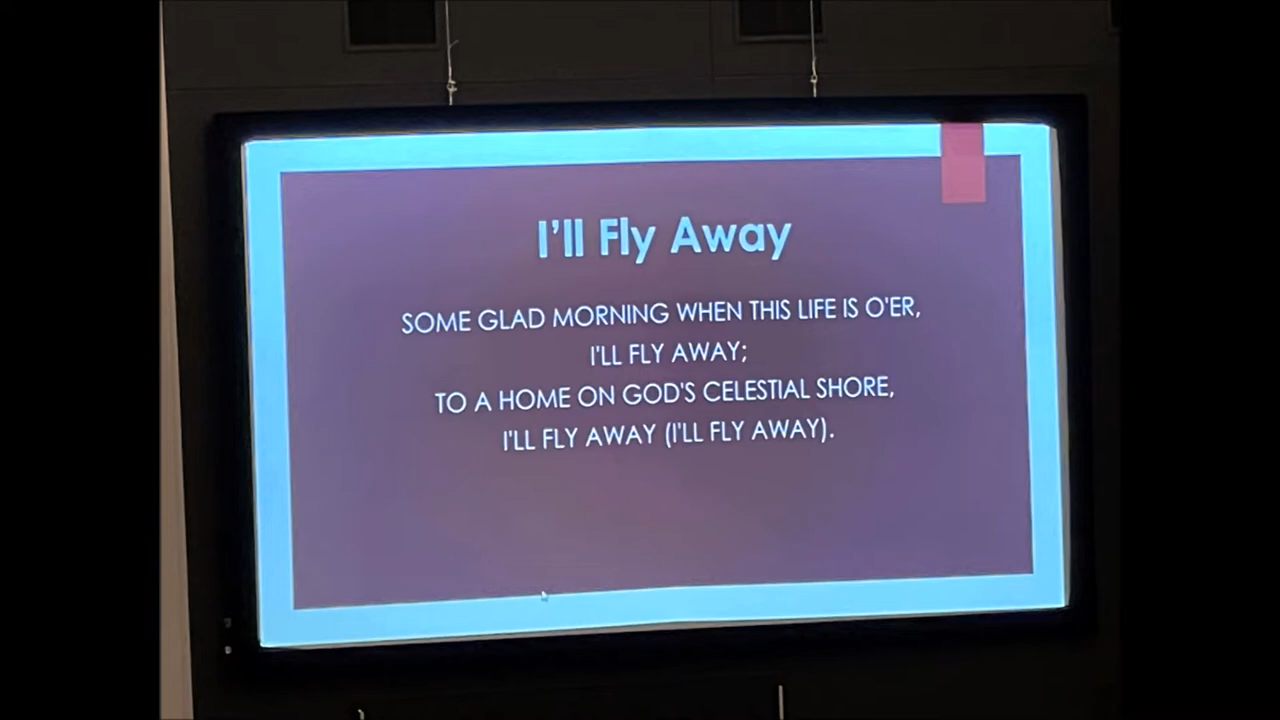 I'll Fly Away
SOME GLAD MORNING WHEN THIS LIFE IS O'ER,
I'LL FLY AWAY;
TO A HOME ON GOD'S CELESTIAL SHORE,
I'LL FLY AWAY (I'LL FLY AWAY).